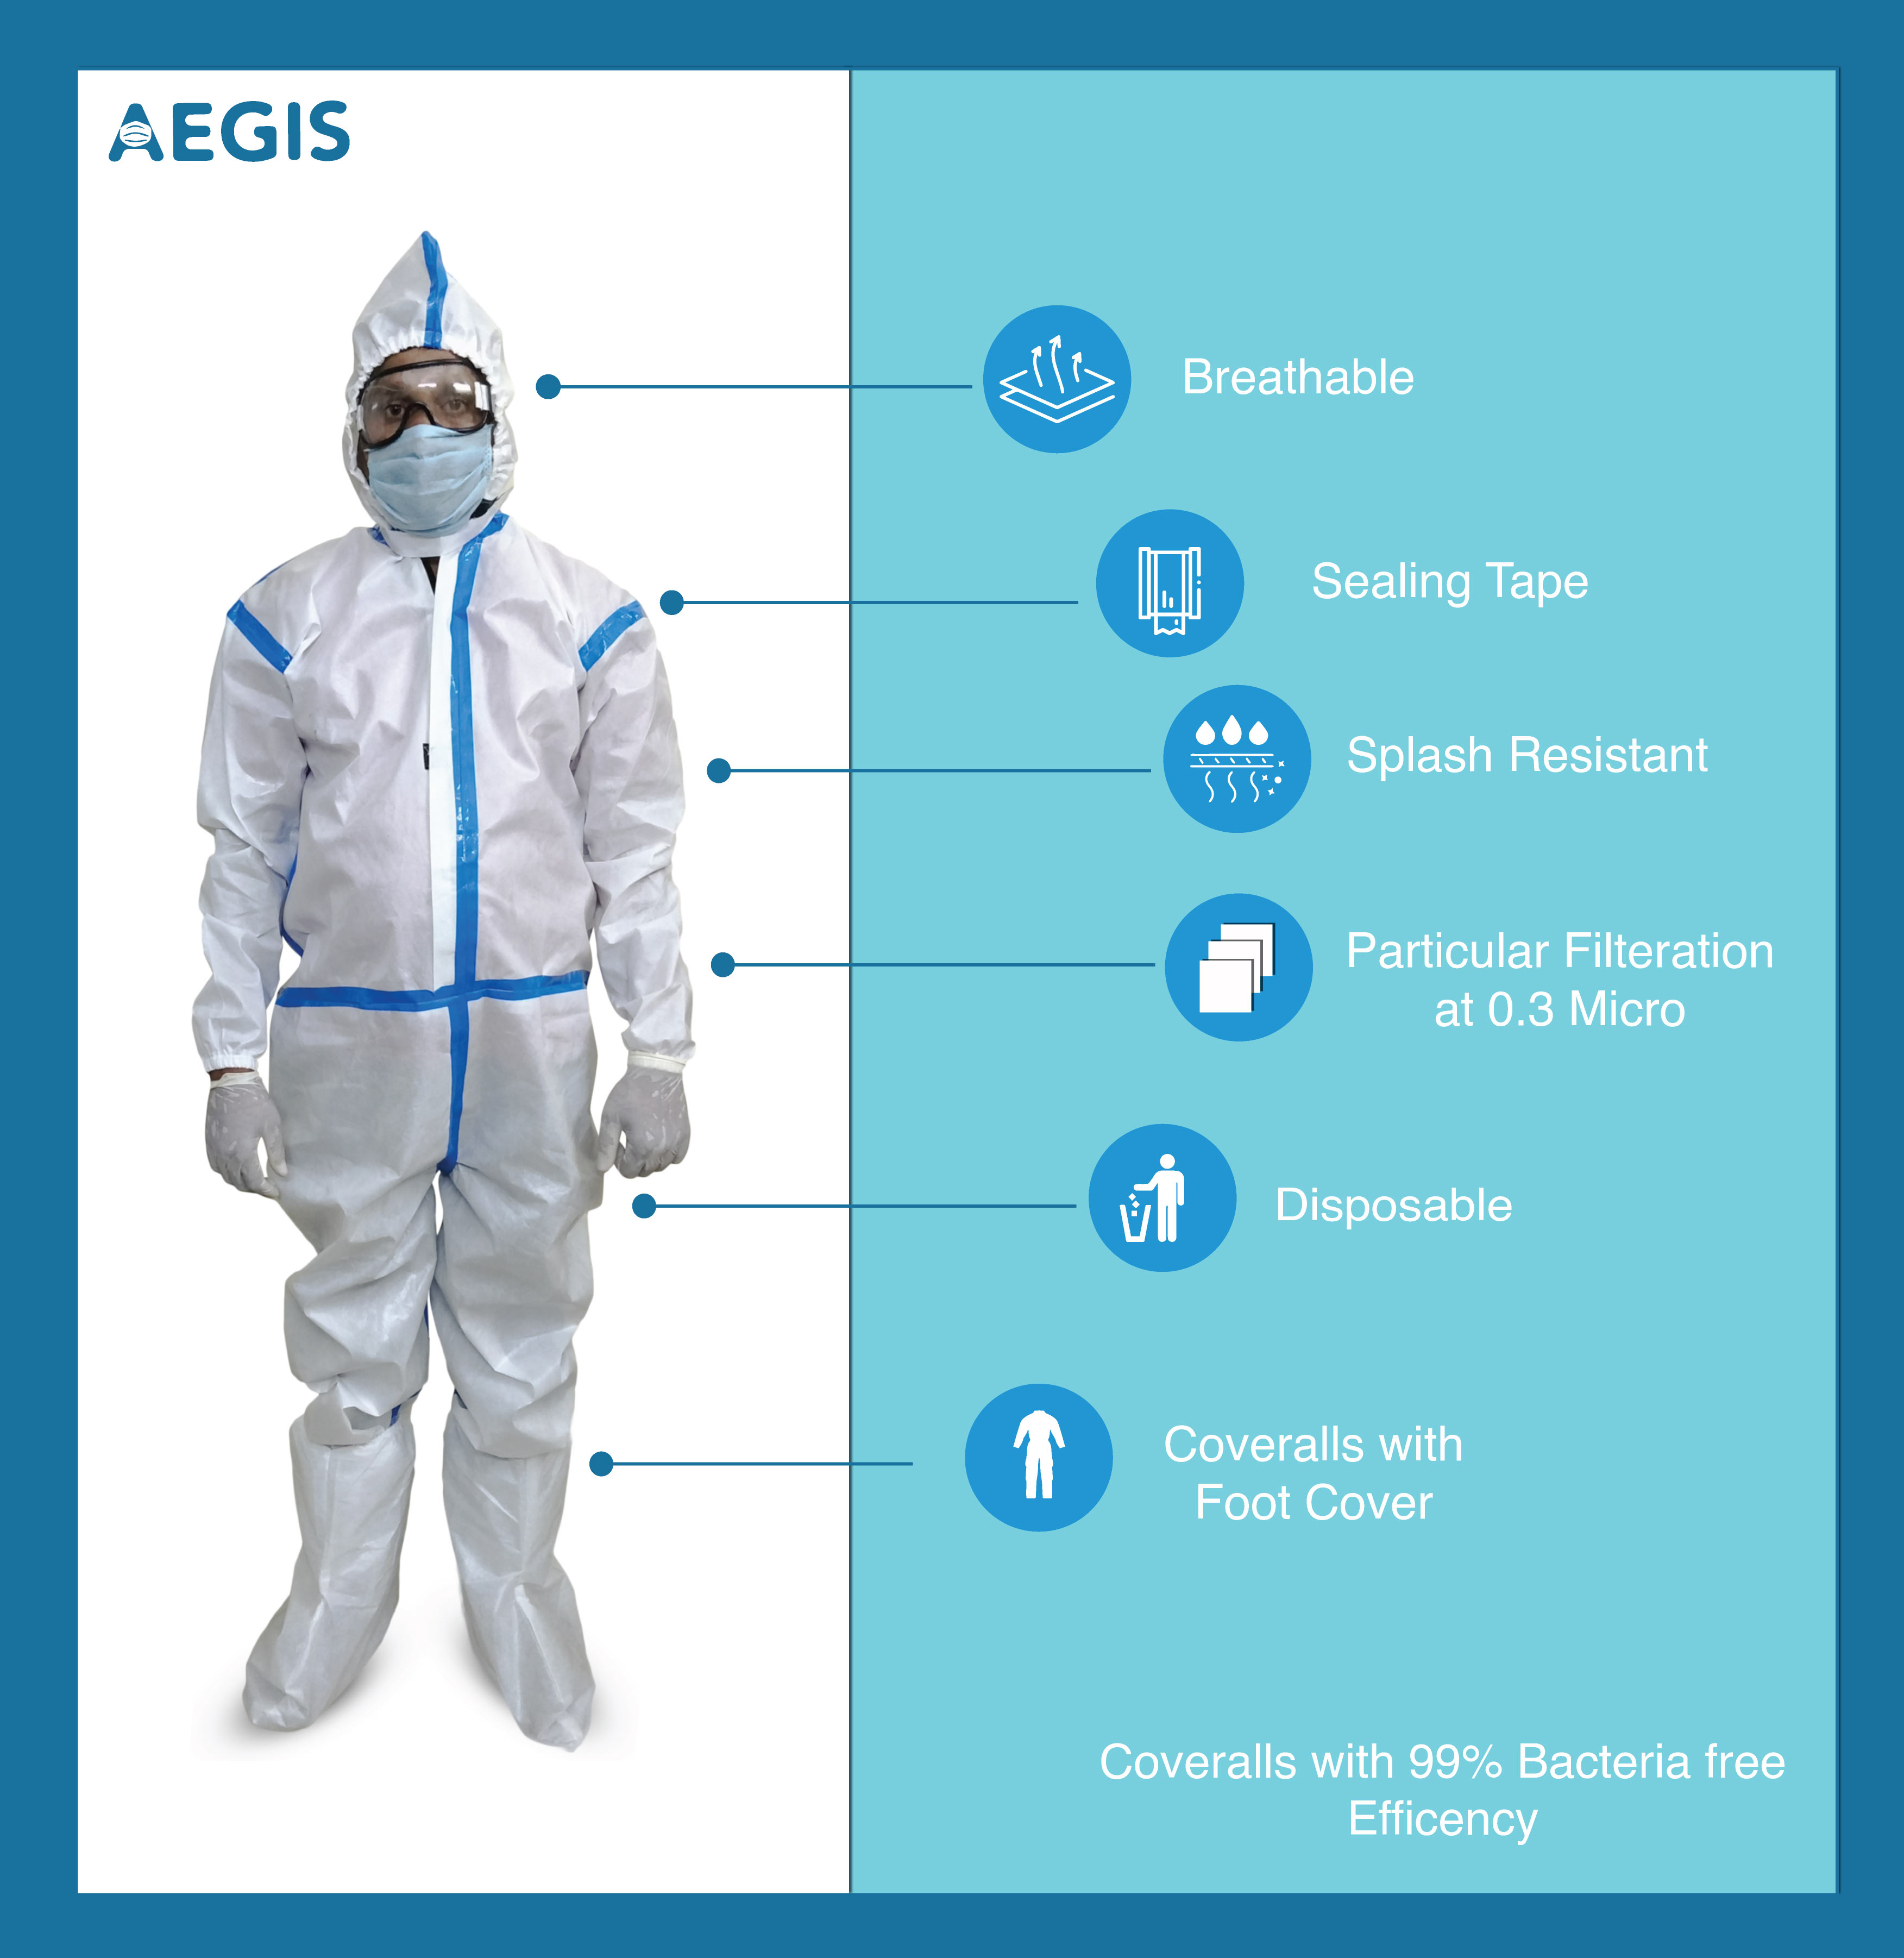 AEGIS
Breathable
Sealing Tape
Splash Resistant
Particular Filteration
at 0.3 Micro
Disposable
Coveralls with
Foot Cover
Coveralls with 99% Bacteria free
Efficency